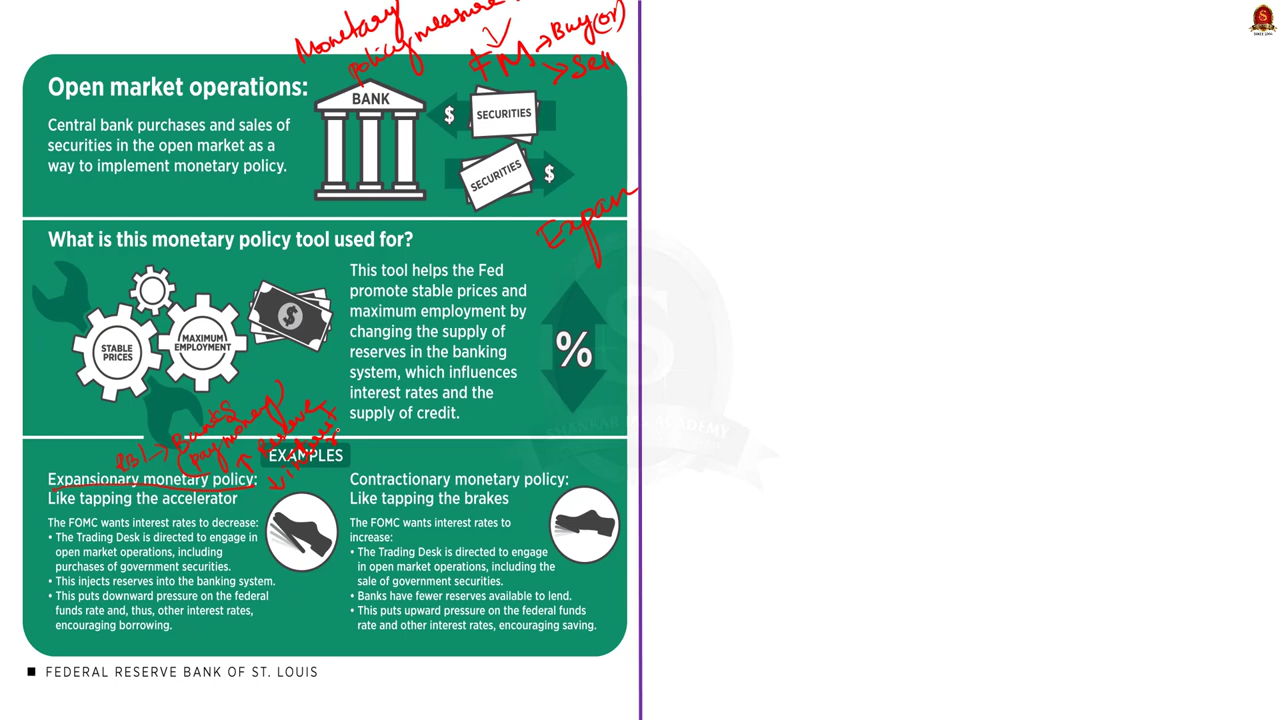 Monetary
policy measure
FM → Buy (or)
→ Sell
Open market operations:
Central bank purchases and sales of
securities in the open market as a
way to implement monetary policy.
BANK
$ SECURITIES
SECURITIES $
Expan
What is this monetary policy tool used for?
STABLE
PRICES
MAXIMUM
EMPLOYMENT
$
This tool helps the Fed
promote stable prices and
maximum employment by
changing the supply of
reserves in the banking
system, which influences
interest rates and the
supply of credit.
%
RBI → Banks
(pay money)
↑ Reserve
↓ interest
EXAMPLES
Expansionary monetary policy:
Like tapping the accelerator
The FOMC wants interest rates to decrease:
• The Trading Desk is directed to engage in
open market operations, including
purchases of government securities.
• This injects reserves into the banking system.
• This puts downward pressure on the federal
funds rate and, thus, other interest rates,
encouraging borrowing.
Contractionary monetary policy:
Like tapping the brakes
The FOMC wants interest rates to
increase:
• The Trading Desk is directed to engage
in open market operations, including the
sale of government securities.
• Banks have fewer reserves available to lend.
• This puts upward pressure on the federal funds
rate and other interest rates, encouraging saving.
■ FEDERAL RESERVE BANK OF ST. LOUIS
S
SINCE 2004